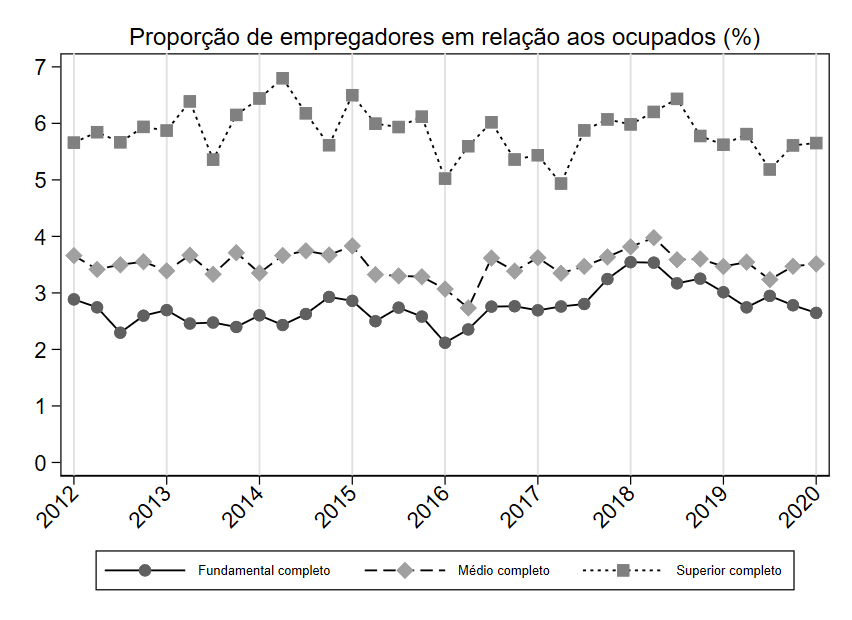 Proporção de empregadores em relação aos ocupados (%)
7
6
5
4
3
2
1
0
2012 2013 2014 2015 2016 2017 2018 2019 2020
Fundamental completo Médio completo Superior completo